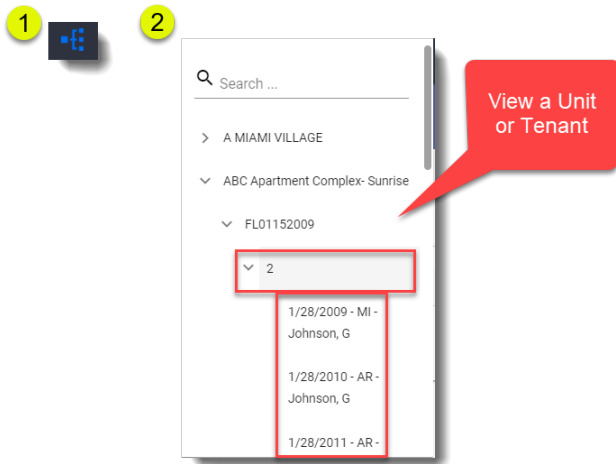 1
2
Search ...
A MIAMI VILLAGE
ABC Apartment Complex- Sunrise
FL01152009
2
1/28/2009 - MI -
Johnson, G
1/28/2010 - AR -
Johnson, G
1/28/2011 - AR -
View a Unit
or Tenant